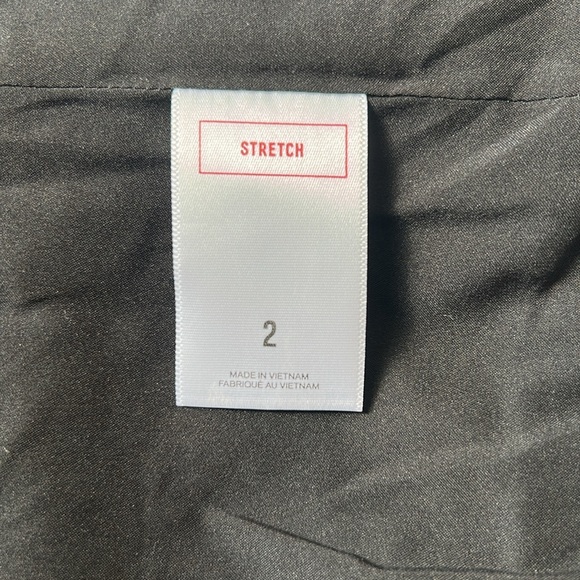 STRETCH
2
MADE IN VIETNAM
FABRIQUÉ AU VIETNAM